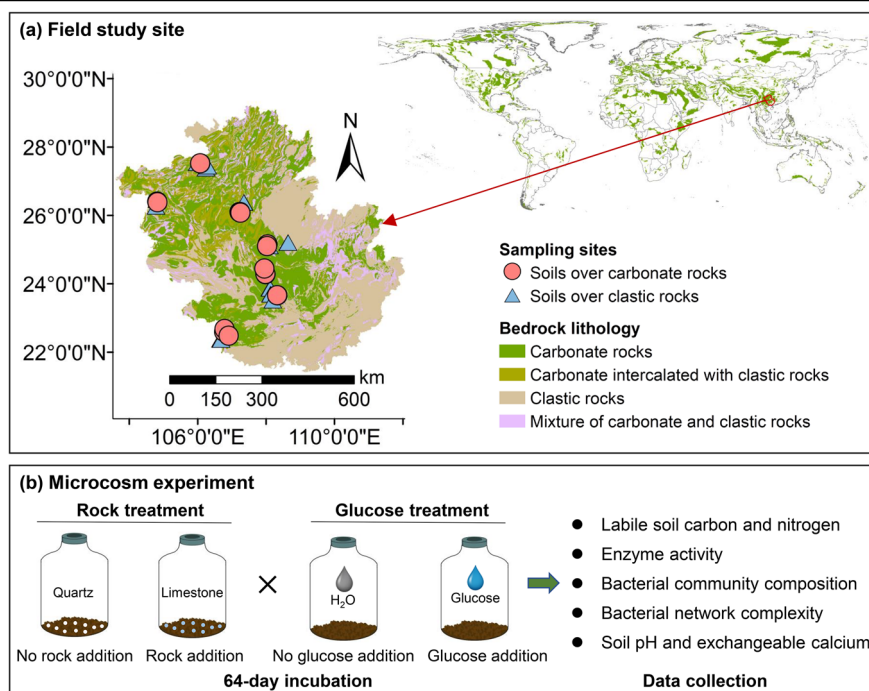 (a) Field study site
30°0'0"N
28°0'0"N
26°0'0"N
24°0'0"N
22°0'0"N
N
km
0 150 300 600
106°0'0"E 110°0'0"E
Sampling sites
Soils over carbonate rocks
Soils over clastic rocks
Bedrock lithology
Carbonate rocks
Carbonate intercalated with clastic rocks
Clastic rocks
Mixture of carbonate and clastic rocks
(b) Microcosm experiment
Rock treatment
Glucose treatment
Quartz
Limestone
×
H₂O
Glucose
No rock addition
Rock addition
No glucose addition
Glucose addition
64-day incubation
● Labile soil carbon and nitrogen
● Enzyme activity
● Bacterial community composition
● Bacterial network complexity
● Soil pH and exchangeable calcium
Data collection